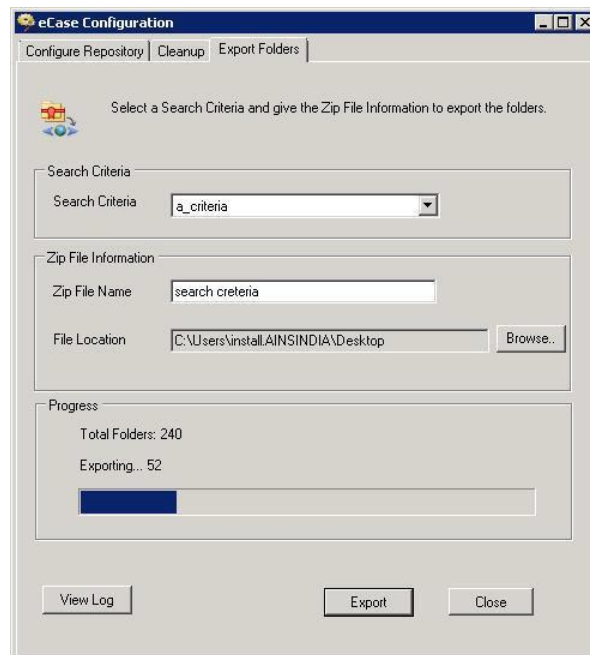 eCase Configuration
Configure Repository Cleanup Export Folders
Select a Search Criteria and give the Zip File Information to export the folders.
Search Criteria
Search Criteria a_criteria
Zip File Information
Zip File Name search creteria
File Location C:\Users\install.AINSINDIA\Desktop Browse..
Progress
Total Folders: 240
Exporting... 52
View Log Export Close